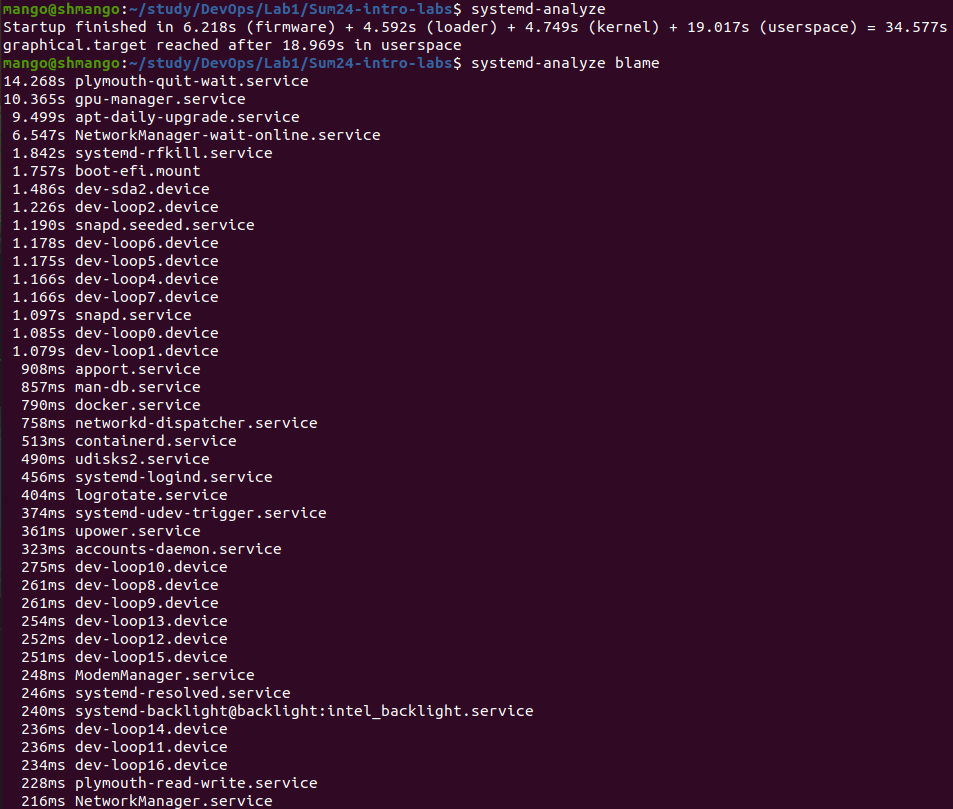 mango@shmango:~/study/DevOps/Lab1/Sum24-intro-labs$ systemd-analyze
Startup finished in 6.218s (firmware) + 4.592s (loader) + 4.749s (kernel) + 19.017s (userspace) = 34.577s
graphical.target reached after 18.969s in userspace
mango@shmango:~/study/DevOps/Lab1/Sum24-intro-labs$ systemd-analyze blame
14.268s plymouth-quit-wait.service
10.365s gpu-manager.service
9.499s apt-daily-upgrade.service
6.547s NetworkManager-wait-online.service
1.842s systemd-rfkill.service
1.757s boot-efi.mount
1.486s dev-sda2.device
1.226s dev-loop2.device
1.190s snapd.seeded.service
1.178s dev-loop6.device
1.175s dev-loop5.device
1.166s dev-loop4.device
1.166s dev-loop7.device
1.097s snapd.service
1.085s dev-loop0.device
1.079s dev-loop1.device
908ms apport.service
857ms man-db.service
790ms docker.service
758ms networkd-dispatcher.service
513ms containerd.service
490ms udisks2.service
456ms systemd-logind.service
404ms logrotate.service
374ms systemd-udev-trigger.service
361ms upower.service
323ms accounts-daemon.service
275ms dev-loop10.device
261ms dev-loop8.device
261ms dev-loop9.device
254ms dev-loop13.device
252ms dev-loop12.device
251ms dev-loop15.device
248ms ModemManager.service
246ms systemd-resolved.service
240ms systemd-backlight@backlight:intel_backlight.service
236ms dev-loop14.device
236ms dev-loop11.device
234ms dev-loop16.device
228ms plymouth-read-write.service
216ms NetworkManager.service